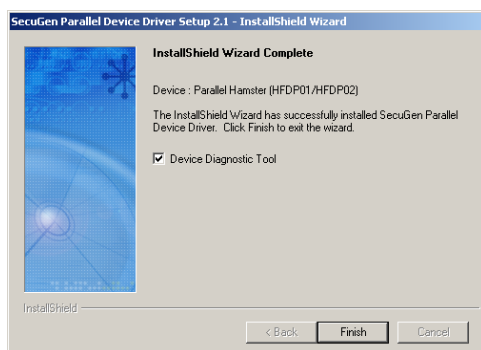 SecuGen Parallel Device Driver Setup 2.1 - InstallShield Wizard
InstallShield Wizard Complete
Device : Parallel Hamster (HFDP01/HFDP02)
The InstallShield Wizard has successfully installed SecuGen Parallel
Device Driver. Click Finish to exit the wizard.
Device Diagnostic Tool
InstallShield
< Back
Finish
Cancel